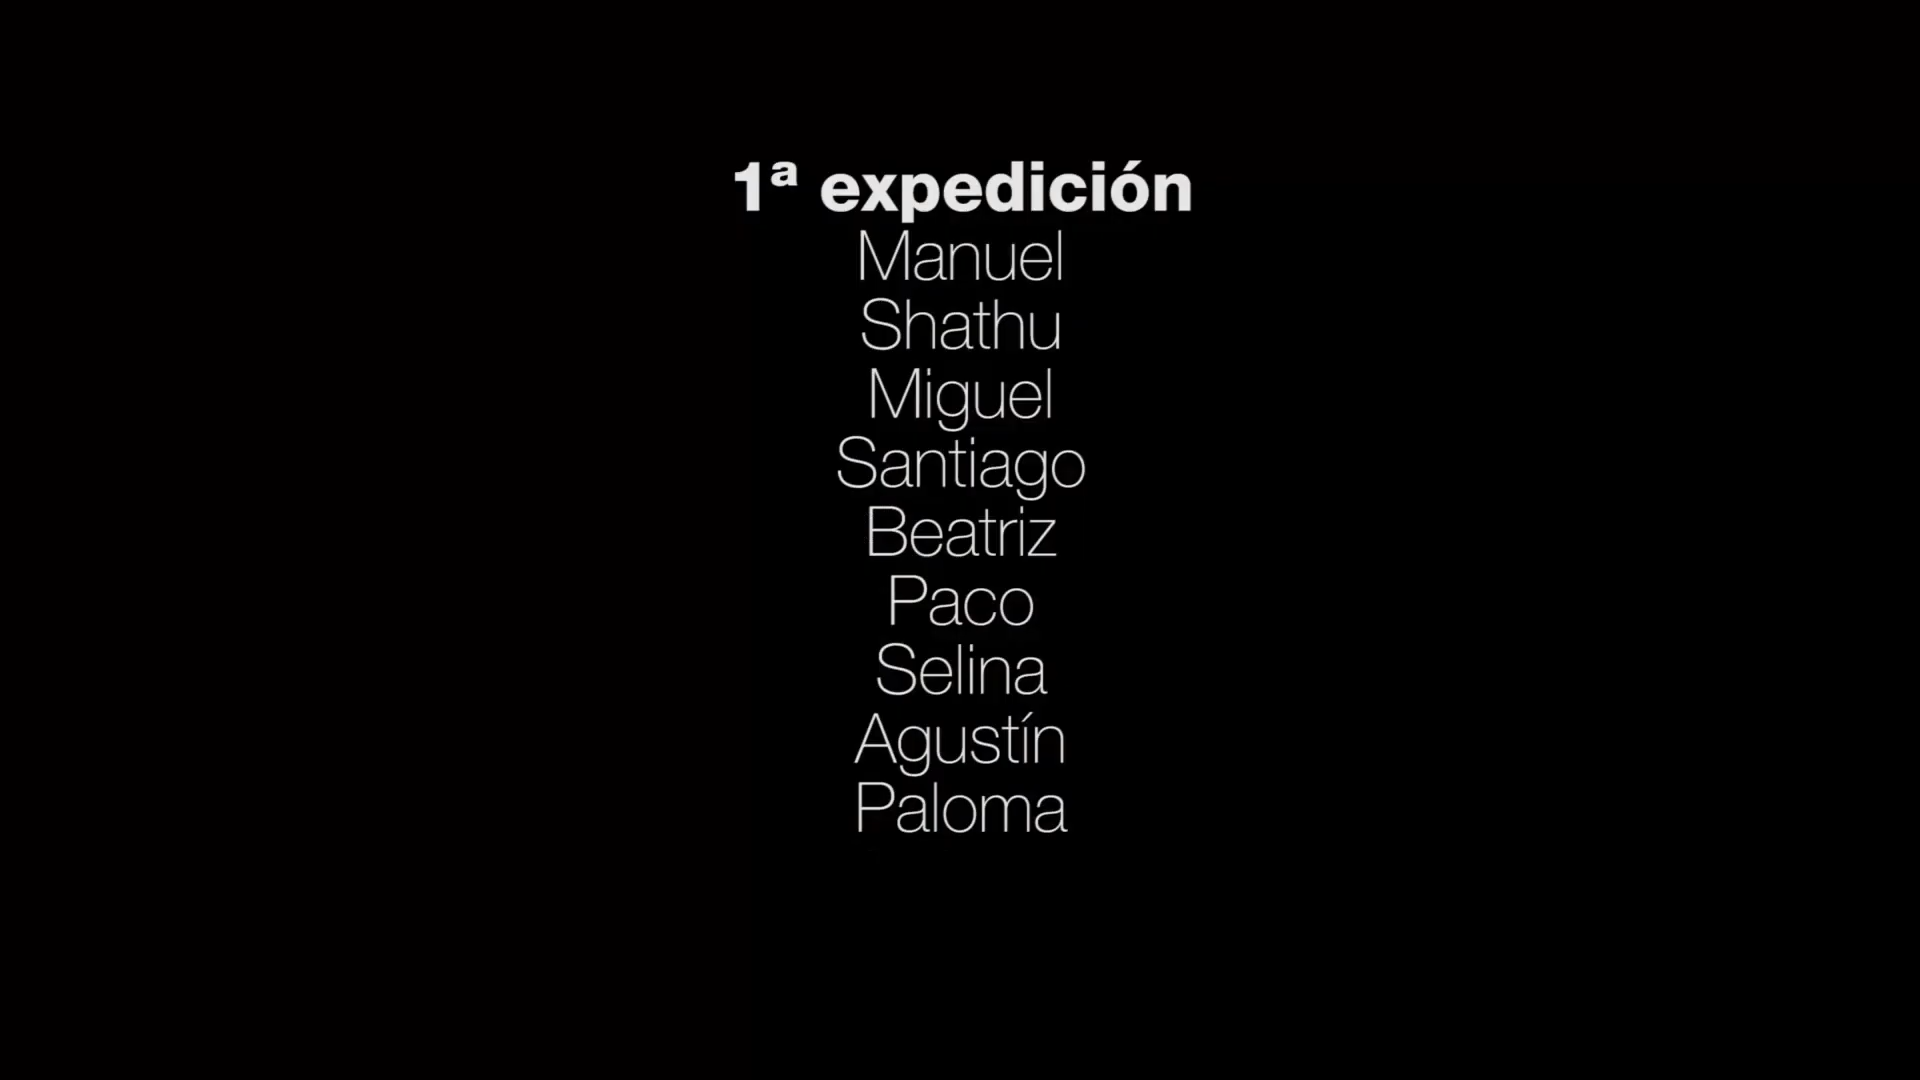 1ª expedición
Manuel
Shathu
Miguel
Santiago
Beatriz
Paco
Selina
Agustín
Paloma